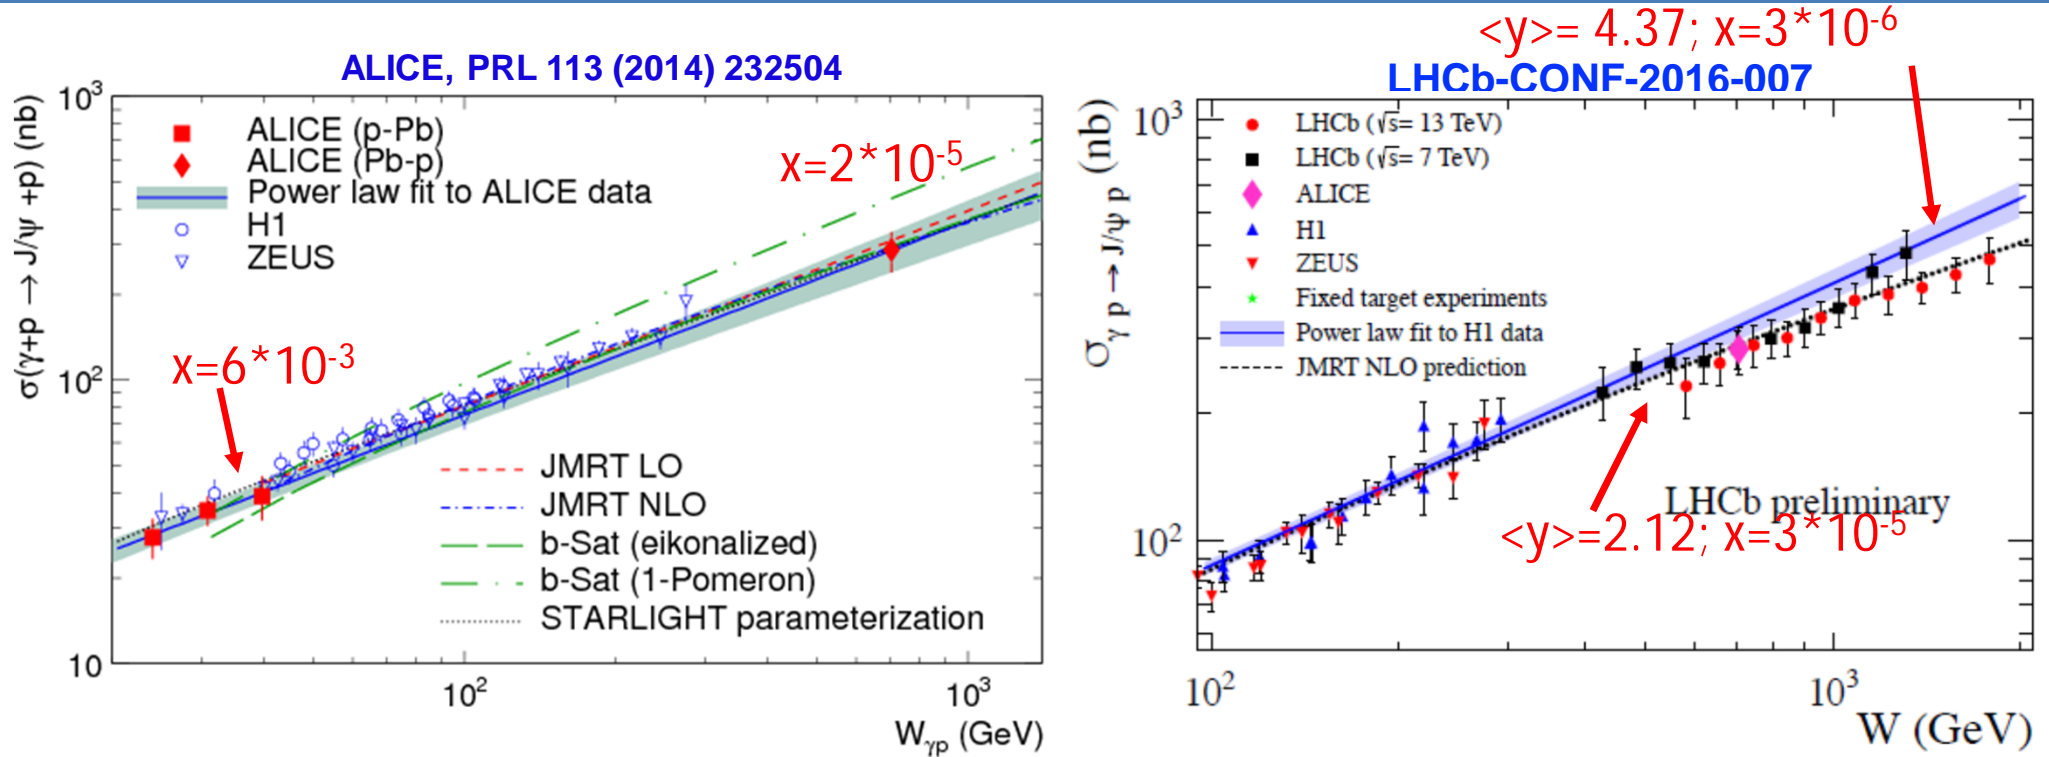 ALICE, PRL 113 (2014) 232504
10³
σ(γ+p → J/ψ +p) (nb)
ALICE (p-Pb)
ALICE (Pb-p)
Power law fit to ALICE data
H1
ZEUS
x=2*10⁻⁵
x=6*10⁻³
10²
JMRT LO
JMRT NLO
b-Sat (eikonalized)
b-Sat (1-Pomeron)
STARLIGHT parameterization
10
10² 10³
Wγp (GeV)
<y>= 4.37; x=3*10⁻⁶
LHCb-CONF-2016-007
10³
σγ p → J/ψ p (nb)
LHCb (√s= 13 TeV)
LHCb (√s= 7 TeV)
ALICE
H1
ZEUS
Fixed target experiments
Power law fit to H1 data
JMRT NLO prediction
LHCb preliminary
<y>=2.12; x=3*10⁻⁵
10²
10² 10³
W (GeV)